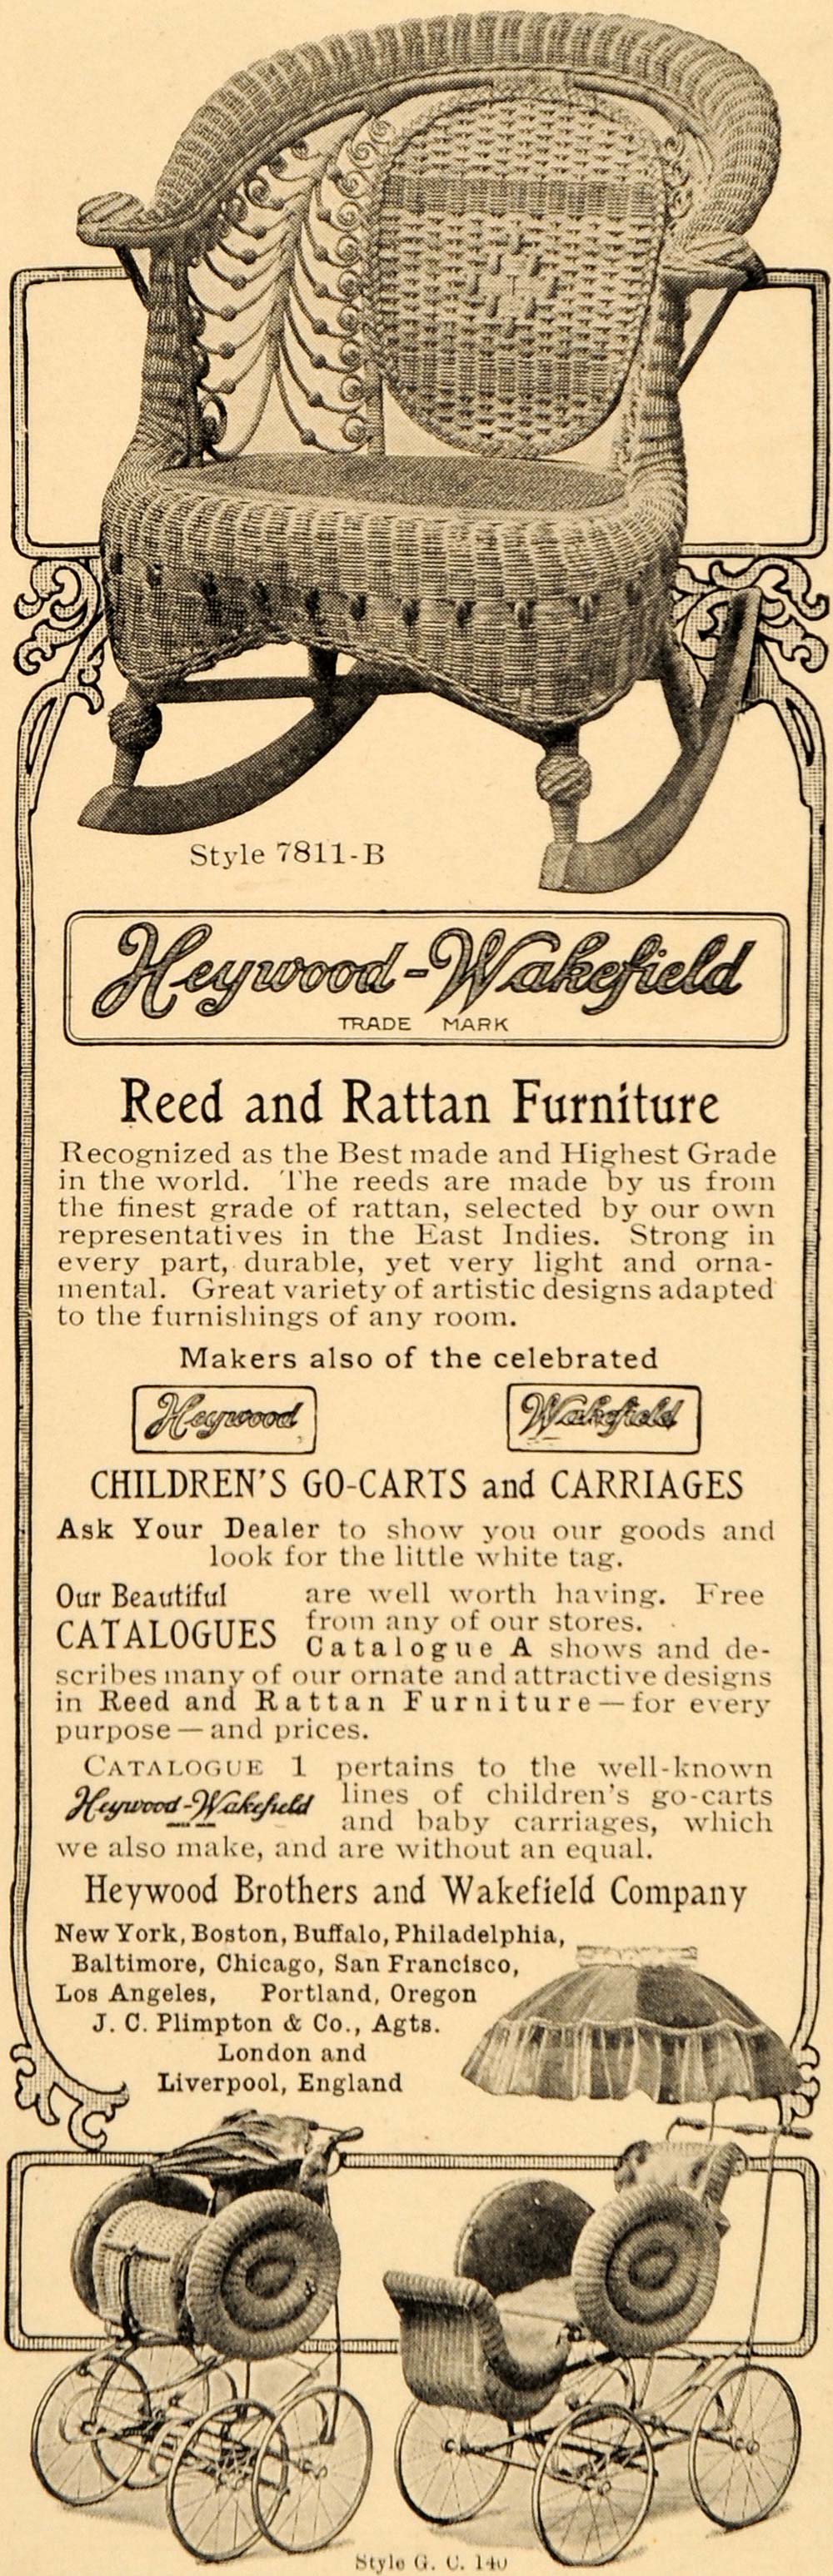 Style 7811-B
Heywood-Wakefield
TRADE MARK
Reed and Rattan Furniture
Recognized as the Best made and Highest Grade
in the world. The reeds are made by us from
the finest grade of rattan, selected by our own
representatives in the East Indies. Strong in
every part, durable, yet very light and orna-
mental. Great variety of artistic designs adapted
to the furnishings of any room.
Makers also of the celebrated
Heywood Wakefield
CHILDREN'S GO-CARTS and CARRIAGES
Ask Your Dealer to show you our goods and
look for the little white tag.
Our Beautiful
CATALOGUES
are well worth having. Free
from any of our stores.
Catalogue A shows and de-
scribes many of our ornate and attractive designs
in Reed and Rattan Furniture—for every
purpose—and prices.
CATALOGUE 1 pertains to the well-known
Heywood-Wakefield lines of children's go-carts
and baby carriages, which
we also make, and are without an equal.
Heywood Brothers and Wakefield Company
New York, Boston, Buffalo, Philadelphia,
Baltimore, Chicago, San Francisco,
Los Angeles, Portland, Oregon
J. C. Plimpton & Co., Agts.
London and
Liverpool, England
Style G. C. 140